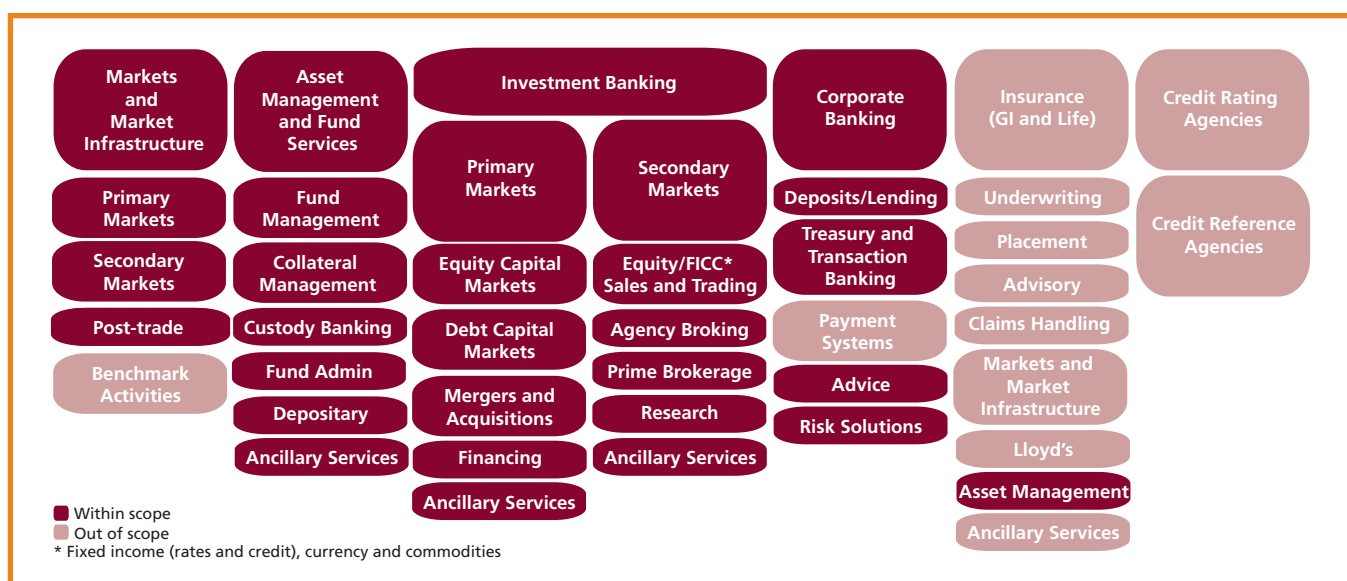 Markets
and
Market
Infrastructure
Primary
Markets
Secondary
Markets
Post-trade
Benchmark
Activities
Asset
Management
and Fund
Services
Fund
Management
Collateral
Management
Custody Banking
Fund Admin
Depositary
Ancillary Services
Investment Banking
Primary
Markets
Equity Capital
Markets
Debt Capital
Markets
Mergers and
Acquisitions
Financing
Ancillary Services
Secondary
Markets
Equity/FICC*
Sales and Trading
Agency Broking
Prime Brokerage
Research
Ancillary Services
Corporate
Banking
Deposits/Lending
Treasury and
Transaction
Banking
Payment
Systems
Advice
Risk Solutions
Insurance
(GI and Life)
Underwriting
Placement
Advisory
Claims Handling
Markets and
Market
Infrastructure
Lloyd’s
Asset Management
Ancillary Services
Credit Rating
Agencies
Credit Reference
Agencies
Within scope
Out of scope
* Fixed income (rates and credit), currency and commodities